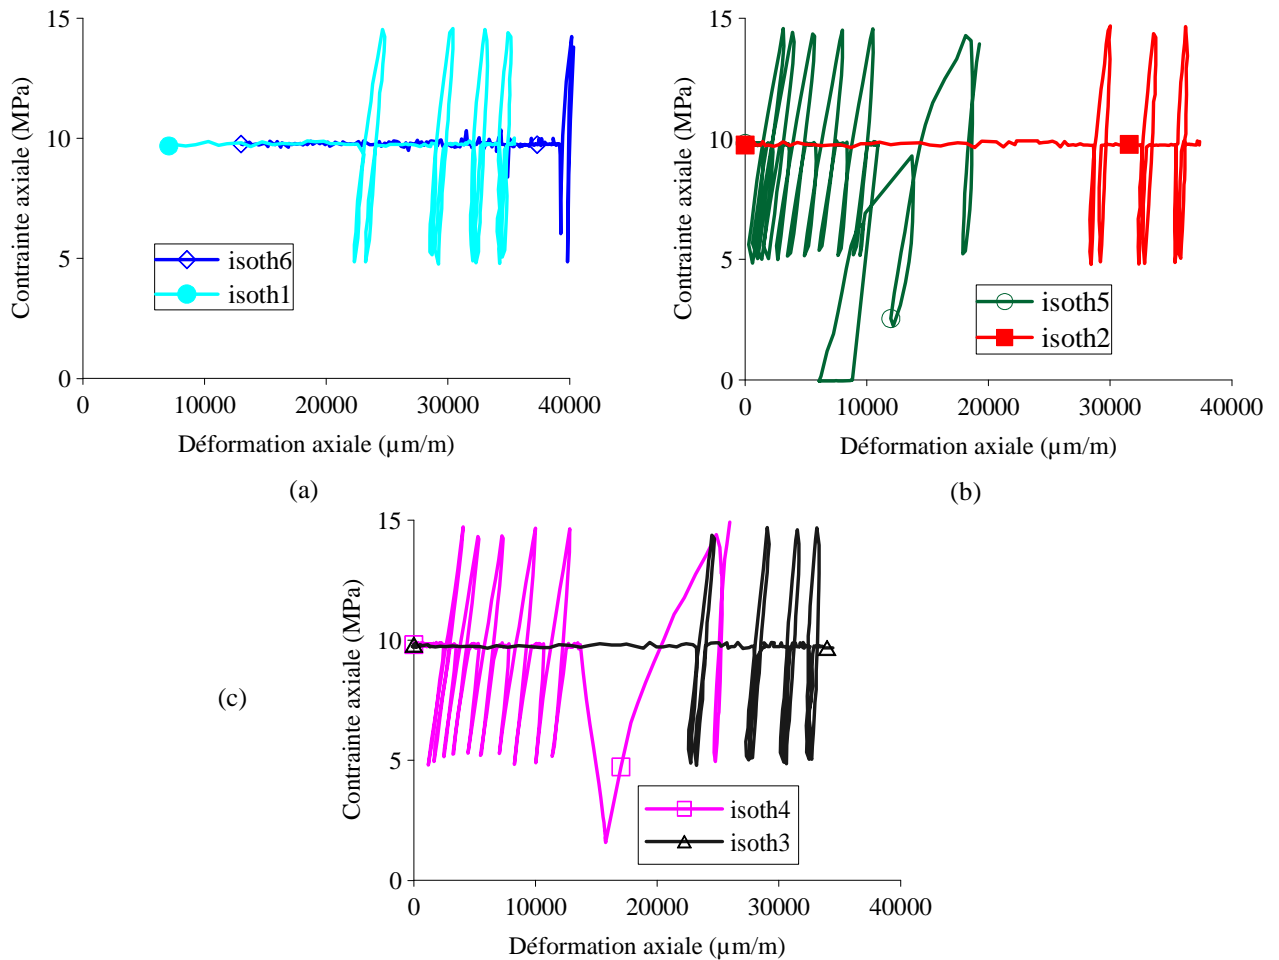 15
10
5
0
Contrainte axiale (MPa)
isoth6
isoth1
0 10000 20000 30000 40000
Déformation axiale (µm/m)
(a)
15
10
5
0
Contrainte axiale (MPa)
isoth5
isoth2
0 10000 20000 30000 40000
Déformation axiale (µm/m)
(b)
15
10
5
0
Contrainte axiale (MPa)
(c)
isoth4
isoth3
0 10000 20000 30000 40000
Déformation axiale (µm/m)